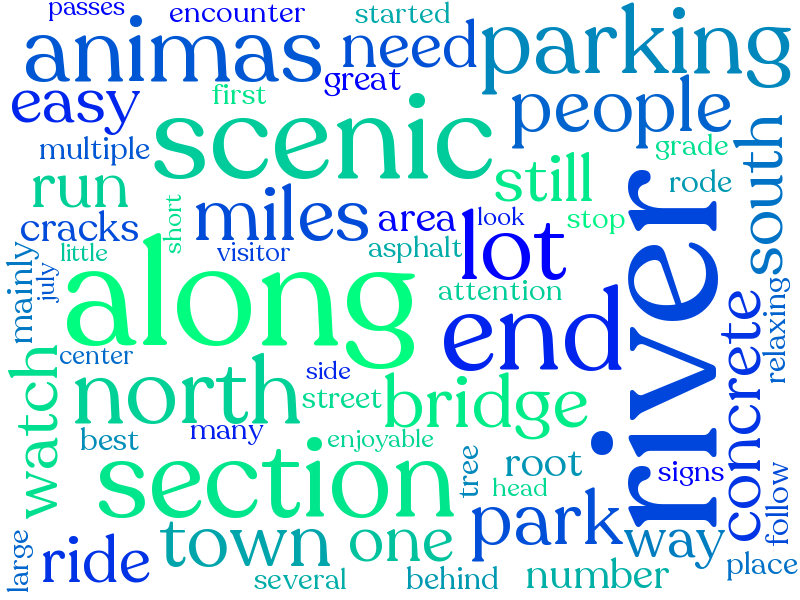 passes
encounter
started
animas
need
parking
great
easy
first
people
scenic
multiple
grade
south
still
run
rode
miles
area
look
stop
short
cracks
lot
river
visitor
asphalt
little
mainly
july
along
attention
relaxing
end
concrete
center
watch
side
north
street
bridge
many
best
enjoyable
section
tree
root
signs
head
follow
park
way
town
one
large
ride
place
several
behind
number